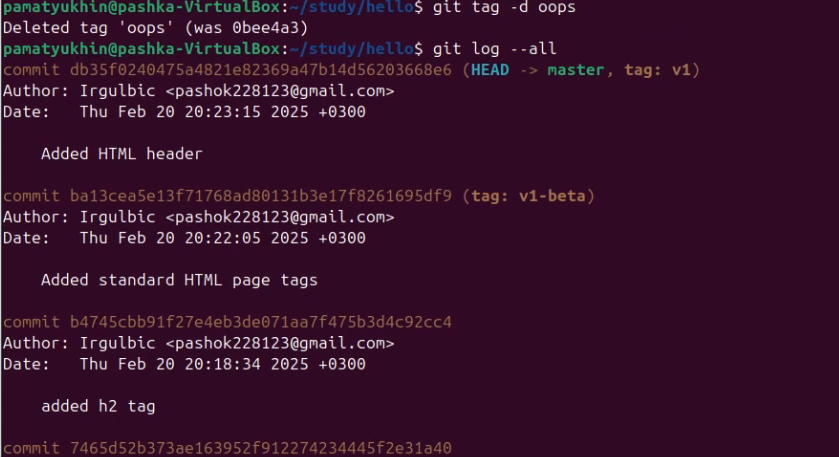 pamatyukhin@pashka-VirtualBox:~/study/hello$ git tag -d oops
Deleted tag 'oops' (was 0bee4a3)
pamatyukhin@pashka-VirtualBox:~/study/hello$ git log --all
commit db35f0240475a4821e82369a47b14d56203668e6 (HEAD -> master, tag: v1)
Author: Irgulbic <pashok228123@gmail.com>
Date:   Thu Feb 20 20:23:15 2025 +0300
    Added HTML header
commit ba13cea5e13f71768ad80131b3e17f8261695df9 (tag: v1-beta)
Author: Irgulbic <pashok228123@gmail.com>
Date:   Thu Feb 20 20:22:05 2025 +0300
    Added standard HTML page tags
commit b4745cbb91f27e4eb3de071aa7f475b3d4c92cc4
Author: Irgulbic <pashok228123@gmail.com>
Date:   Thu Feb 20 20:18:34 2025 +0300
    added h2 tag
commit 7465d52b373ae163952f912274234445f2e31a40